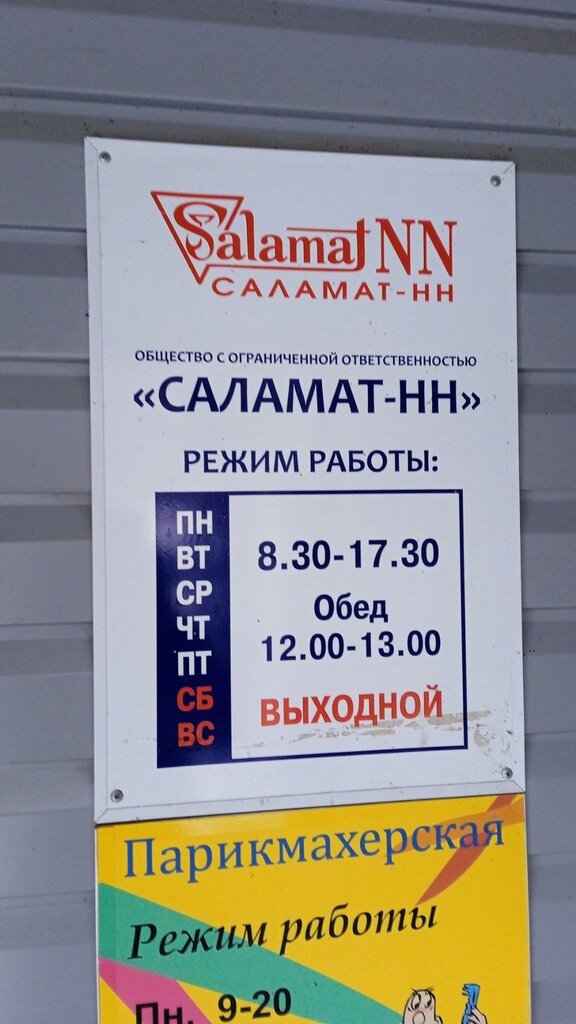 Salamat NN
САЛАМАТ-НН
ОБЩЕСТВО С ОГРАНИЧЕННОЙ ОТВЕТСТВЕННОСТЬЮ
«САЛАМАТ-НН»
РЕЖИМ РАБОТЫ:
ПН
ВТ
СР
ЧТ
ПТ
СБ
ВС
8.30-17.30
Обед
12.00-13.00
ВЫХОДНОЙ
Парикмахерская
Режим работы
Пн. 9-20